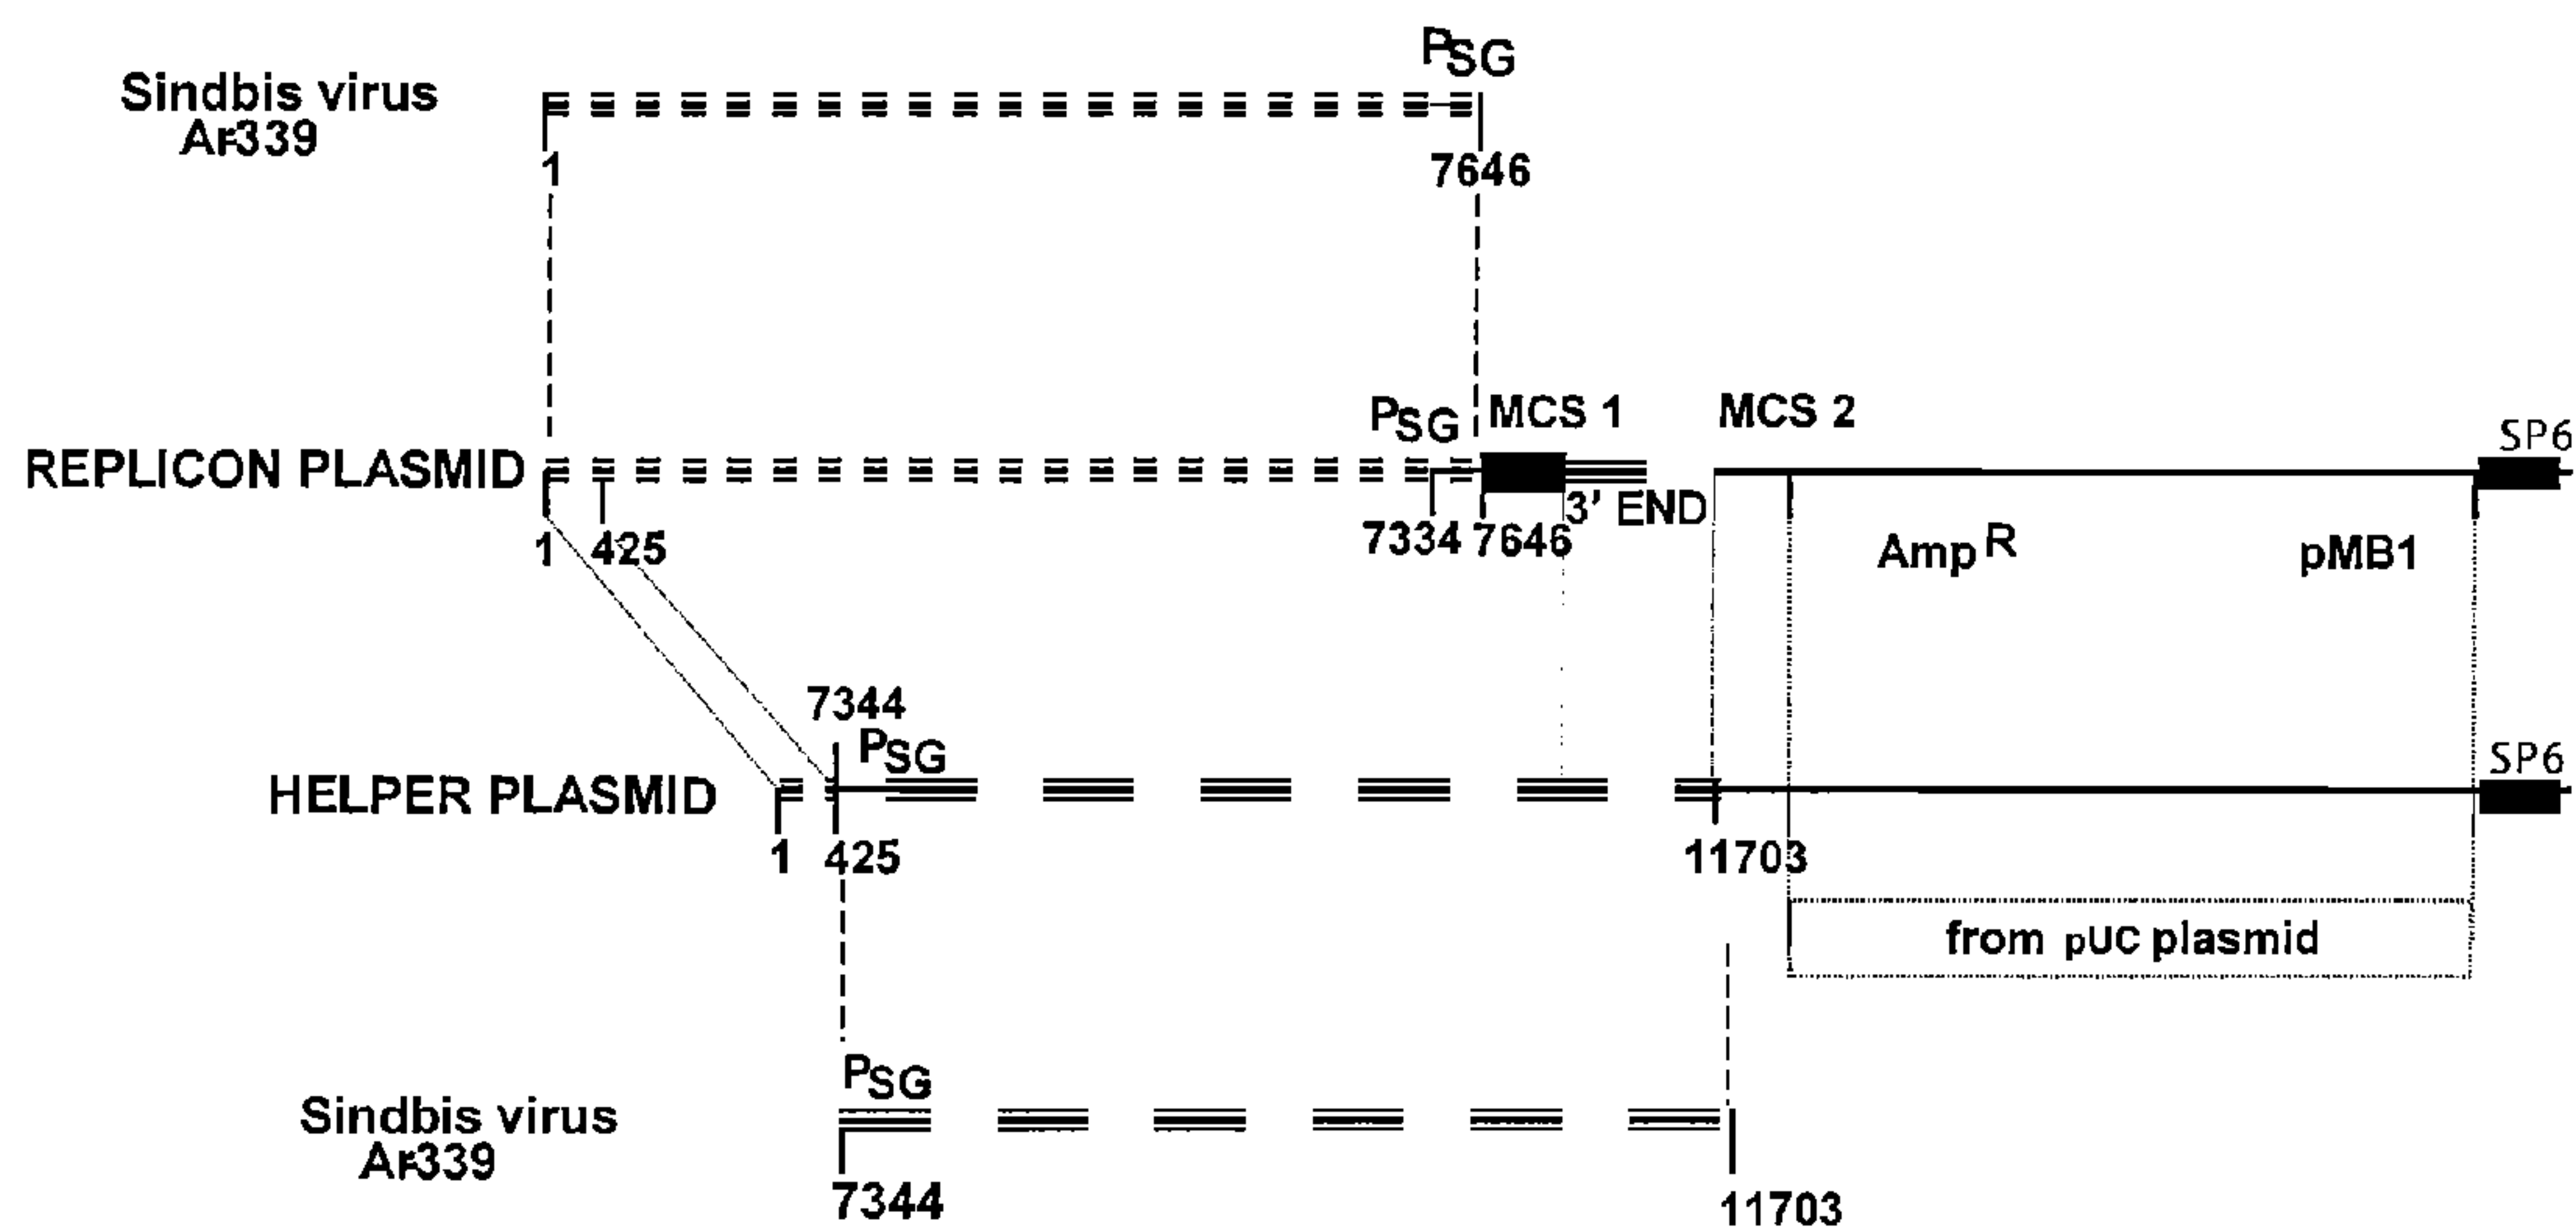 PSG
Sindbis virus
Ar339
1 7646
PSG MCS 1 MCS 2 SP6
REPLICON PLASMID
3' END
1 425 7334 7646 AmpR pMB1
7344
PSG SP6
HELPER PLASMID
1 425 11703
from pUC plasmid
PSG
Sindbis virus
Ar339
7344 11703